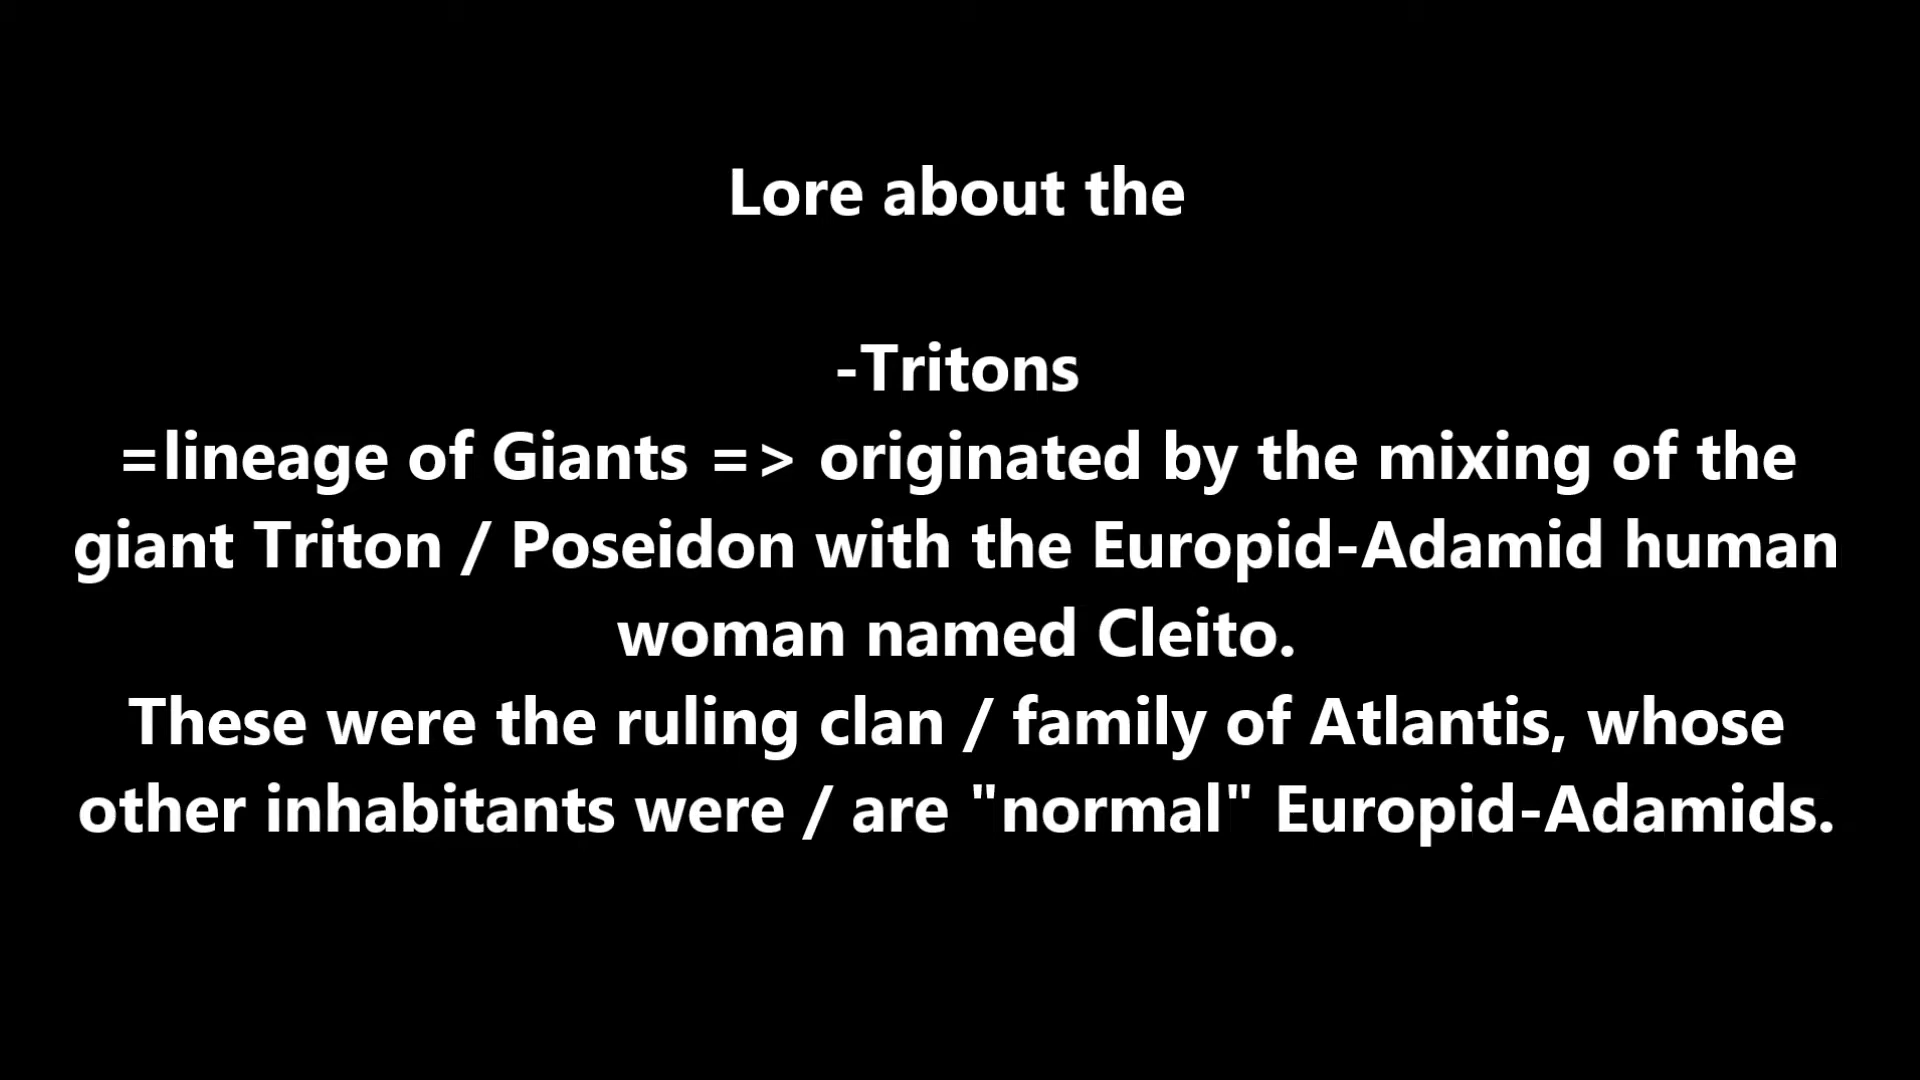 Lore about the
-Tritons
=lineage of Giants => originated by the mixing of the
giant Triton / Poseidon with the Europid-Adamid human
woman named Cleito.
These were the ruling clan / family of Atlantis, whose
other inhabitants were / are "normal" Europid-Adamids.